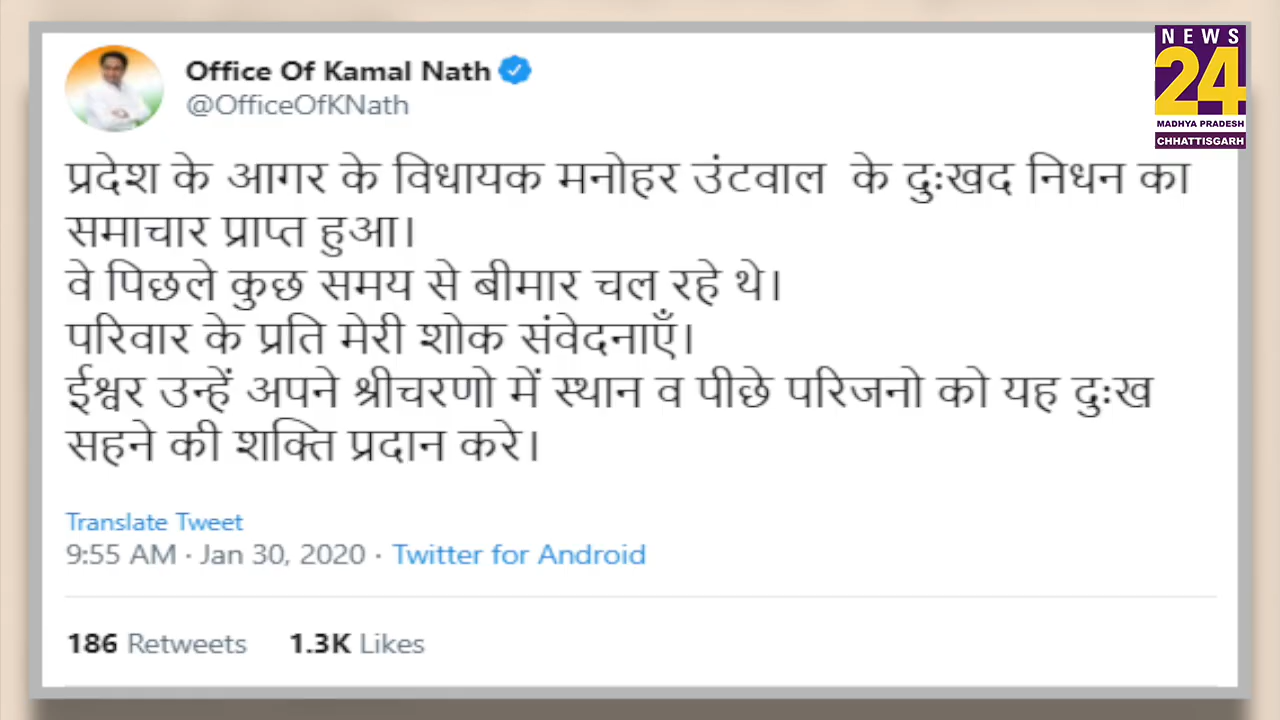 Office Of Kamal Nath
@OfficeOfKNath
NEWS
24
MADHYA PRADESH
CHHATTISGARH
प्रदेश के आगर के विधायक मनोहर उंटवाल के दुःखद निधन का
समाचार प्राप्त हुआ।
वे पिछले कुछ समय से बीमार चल रहे थे।
परिवार के प्रति मेरी शोक संवेदनाएँ।
ईश्वर उन्हें अपने श्रीचरणो में स्थान व पीछे परिजनो को यह दुःख
सहने की शक्ति प्रदान करे।
Translate Tweet
9:55 AM · Jan 30, 2020 · Twitter for Android
186 Retweets 1.3K Likes